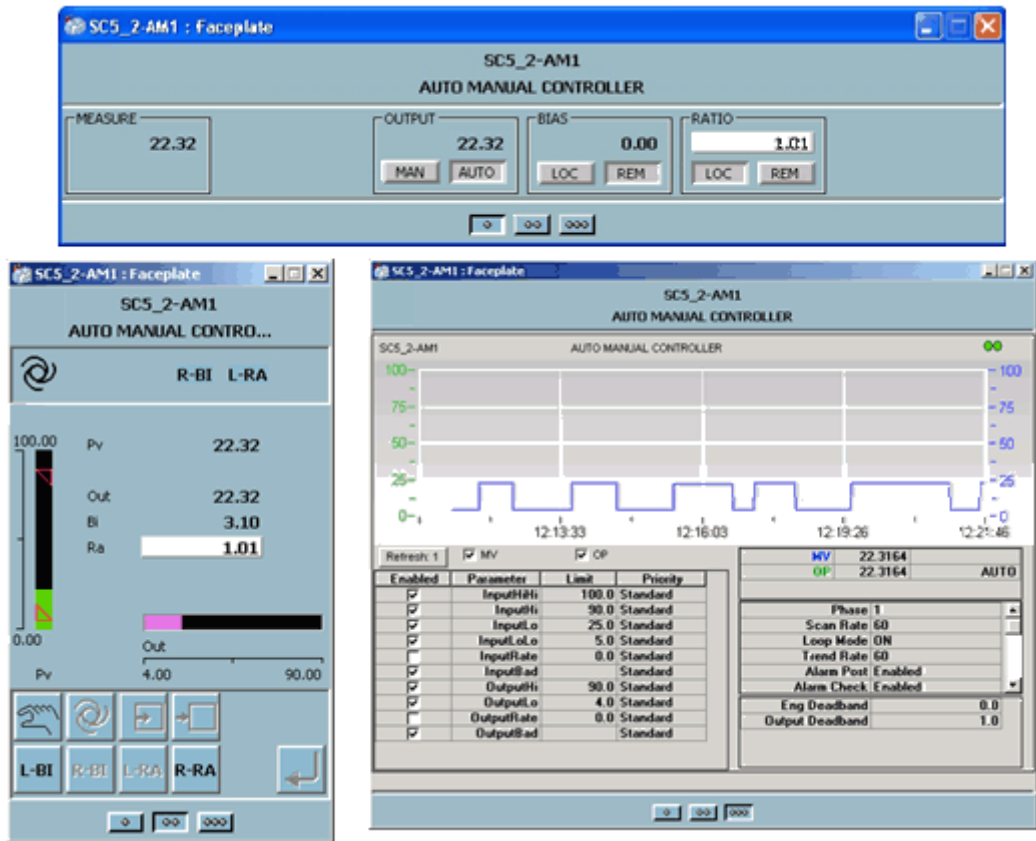 SC5_2-AM1 : Faceplate
SC5_2-AM1
AUTO MANUAL CONTROLLER
MEASURE
22.32
OUTPUT
22.32
MAN AUTO
BIAS
0.00
LOC REM
RATIO
1.01
LOC REM
SC5_2-AM1 : Faceplate
SC5_2-AM1
AUTO MANUAL CONTRO...
R-BI L-RA
100.00
Pv 22.32
Out 22.32
Bi 3.10
Ra 1.01
0.00
Pv
Out
4.00 90.00
L-BI R-BI L-RA R-RA
SC5_2-AM1 : Faceplate
SC5_2-AM1
AUTO MANUAL CONTROLLER
SC5_2-AM1 AUTO MANUAL CONTROLLER
100 100
75 75
50 50
25 25
0 0
12:13:33 12:16:03 12:19:26 12:21:46
Refresh: 1 MV OP
Enabled Parameter Limit Priority
InputHiHi 100.0 Standard
InputHi 90.0 Standard
InputLo 25.0 Standard
InputLoLo 5.0 Standard
InputRate 0.0 Standard
InputBad Standard
OutputHi 90.0 Standard
OutputLo 4.0 Standard
OutputRate 0.0 Standard
OutputBad Standard
MV 22.3164
OP 22.3164 AUTO
Phase 1
Scan Rate 60
Loop Mode ON
Trend Rate 60
Alarm Post Enabled
Alarm Check Enabled
Eng Deadband 0.0
Output Deadband 1.0